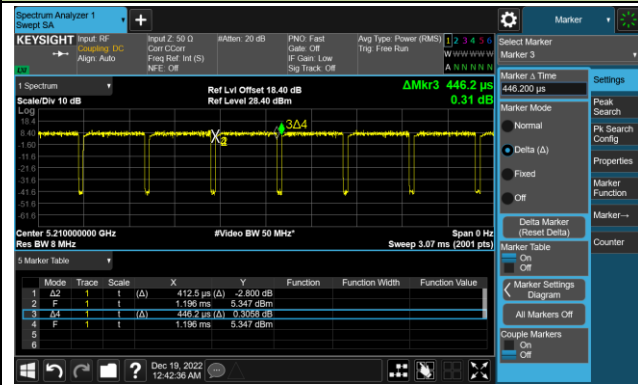 Spectrum Analyzer 1
Swept SA
+
Marker
KEYSIGHT
Input: RF
Coupling: DC
Align: Auto
Input Z: 50 Ω
Corr CCorr
Freq Ref: Int (S)
NFE: Off
#Atten: 20 dB
PNO: Fast
Gate: Off
IF Gain: Low
Sig Track: Off
Avg Type: Power (RMS)
Trig: Free Run
1 2 3 4 5 6
W W W W W W
A N N N N N
Select Marker
Marker 3
1 Spectrum
Scale/Div 10 dB
Log
Ref Lvl Offset 18.40 dB
Ref Level 28.40 dBm
ΔMkr3 446.2 µs
0.31 dB
18.4
8.40
-1.60
-11.6
-21.6
-31.6
-41.6
-51.6
-61.6
X2
3Δ4
Center 5.210000000 GHz
Res BW 8 MHz
#Video BW 50 MHz*
Span 0 Hz
Sweep 3.07 ms (2001 pts)
5 Marker Table
Mode Trace Scale X Y Function Function Width Function Value
1 Δ2 1 t (Δ) 412.5 µs (Δ) -2.800 dB
2 F 1 t 1.196 ms 5.347 dBm
3 Δ4 1 t (Δ) 446.2 µs (Δ) 0.3058 dB
4 F 1 t 1.196 ms 5.347 dBm
5
6
Marker Δ Time
446.200 µs
Marker Mode
Normal
Delta (Δ)
Fixed
Off
Delta Marker
(Reset Delta)
Marker Table
On
Off
Marker Settings
Diagram
All Markers Off
Couple Markers
On
Off
Settings
Peak
Search
Pk Search
Config
Properties
Marker
Function
Marker→
Counter
?
Dec 19, 2022
12:42:36 AM